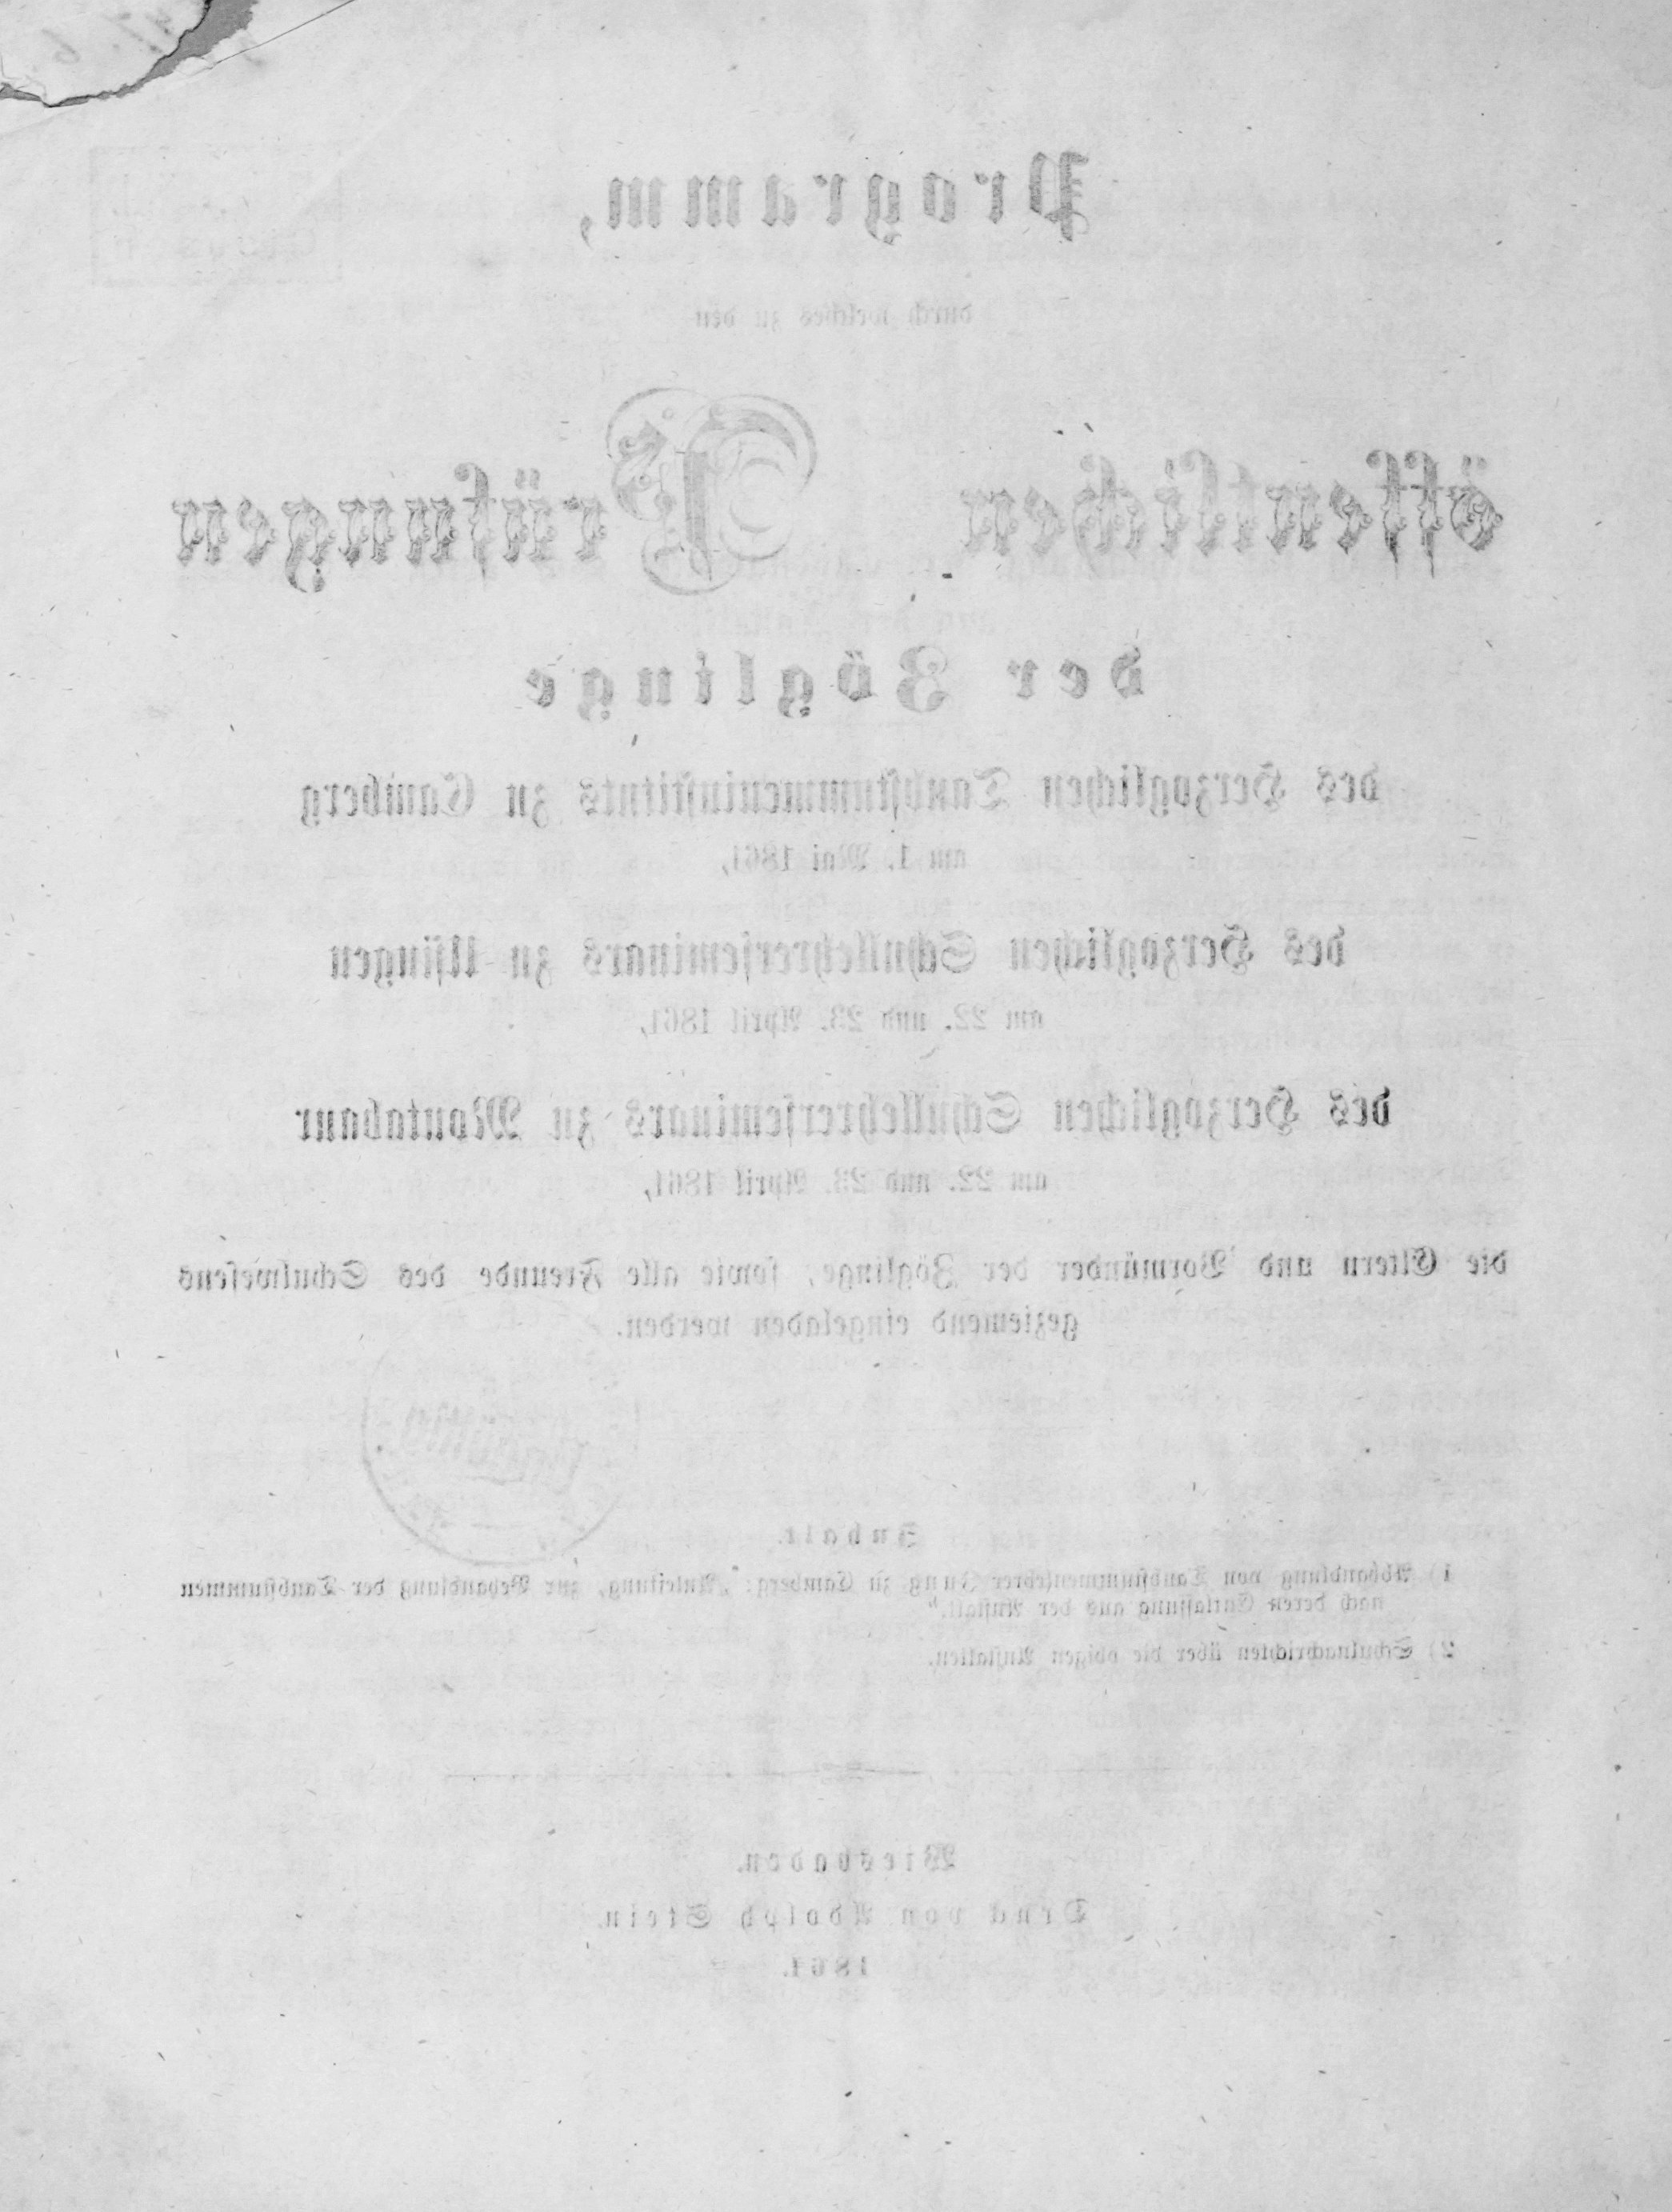 Programm,
durch welches zu den
öffentlichen Prüfungen
der Zöglinge
des Herzoglichen Taubstummeninstituts zu Camberg
am 1. Mai 1861,
des Herzoglichen Schullehrerseminars zu Usingen
am 22. und 23. April 1861,
des Herzoglichen Schullehrerseminars zu Montabaur
am 22. und 23. April 1861,
die Eltern und Vormünder der Zöglinge, sowie alle Freunde des Schulwesens
geziemend eingeladen werden.
Inhalt.
1) Abhandlung von Taubstummenlehrer zu Camberg: „Anleitung, zur Behandlung der Taubstummen
nach deren Entlassung aus der Anstalt.“
2) Schulnachrichten über die obigen Anstalten.
Wiesbaden.
Druck von Adolph Stein.
1861.